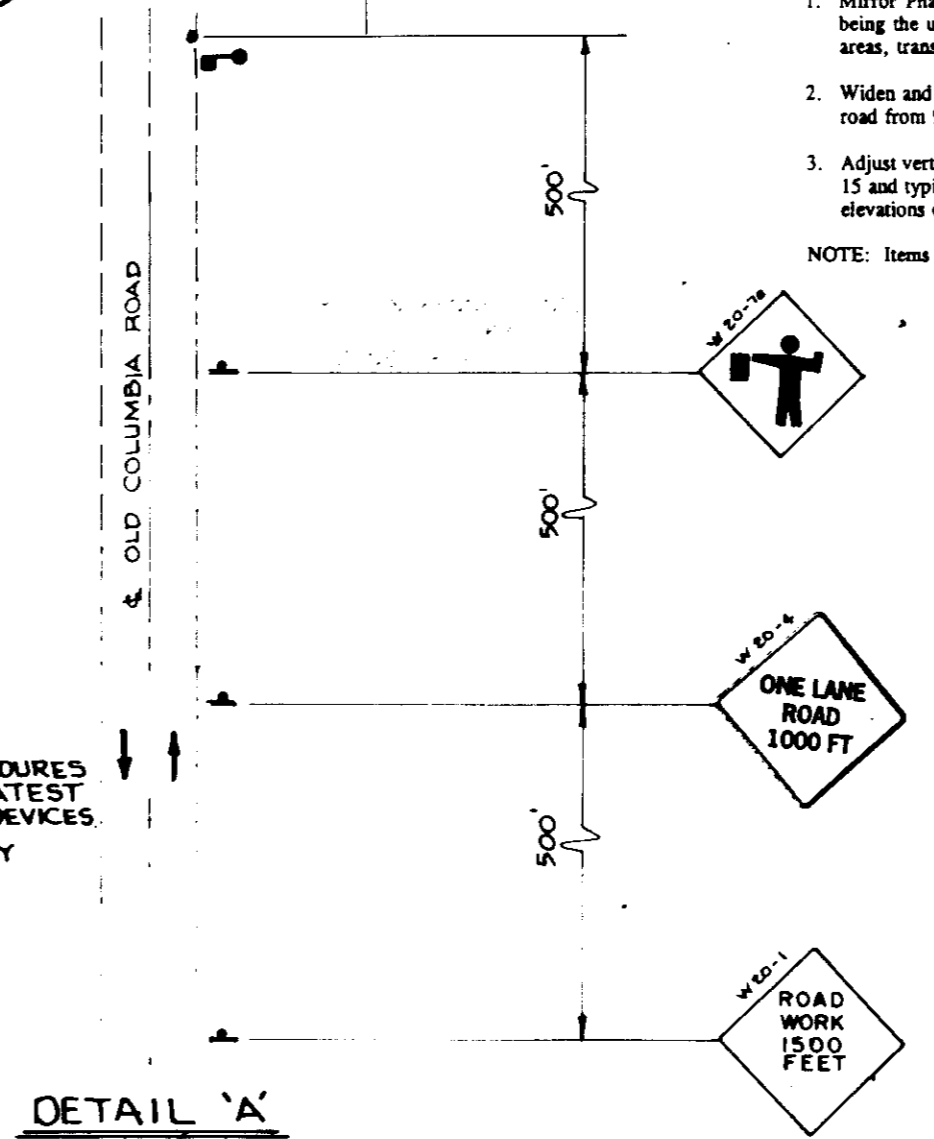 1. Mirror Pha
being the u
areas, trans
2. Widen and
road from
3. Adjust vert
15 and typi
elevations
NOTE: Items
500'
W 20-7a
500'
℄ OLD COLUMBIA ROAD
W 20-4
ONE LANE
ROAD
1000 FT
DURES
ATEST
DEVICES
Y
500'
W 20-1
ROAD
WORK
1500
FEET
DETAIL 'A'